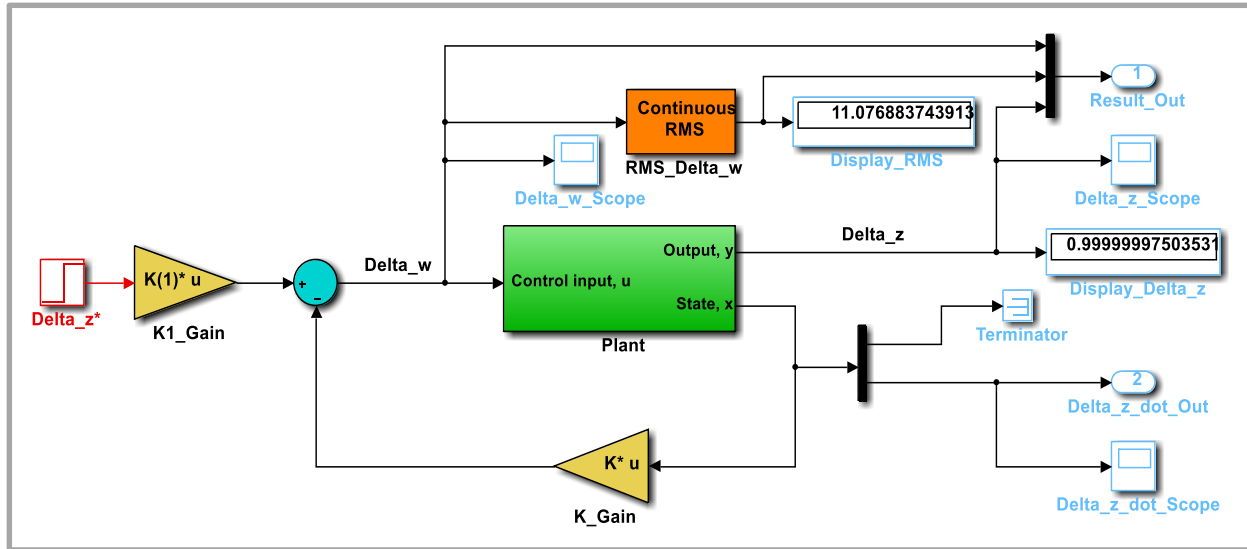 1
Result_Out
Continuous
RMS
RMS_Delta_w
11.076883743913
Display_RMS
Delta_w_Scope
Delta_z_Scope
Delta_z*
K(1)* u
K1_Gain
+
−
Delta_w
Control input, u
Output, y
State, x
Plant
Delta_z
0.99999997503531
Display_Delta_z
Terminator
2
Delta_z_dot_Out
K* u
K_Gain
Delta_z_dot_Scope